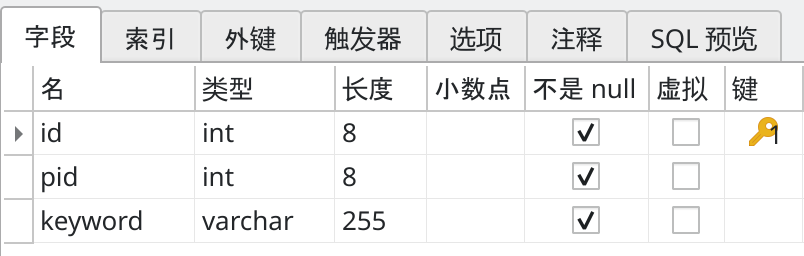 字段 索引 外键 触发器 选项 注释 SQL 预览
名 类型 长度 小数点 不是 null 虚拟 键
id int 8 1
pid int 8
keyword varchar 255